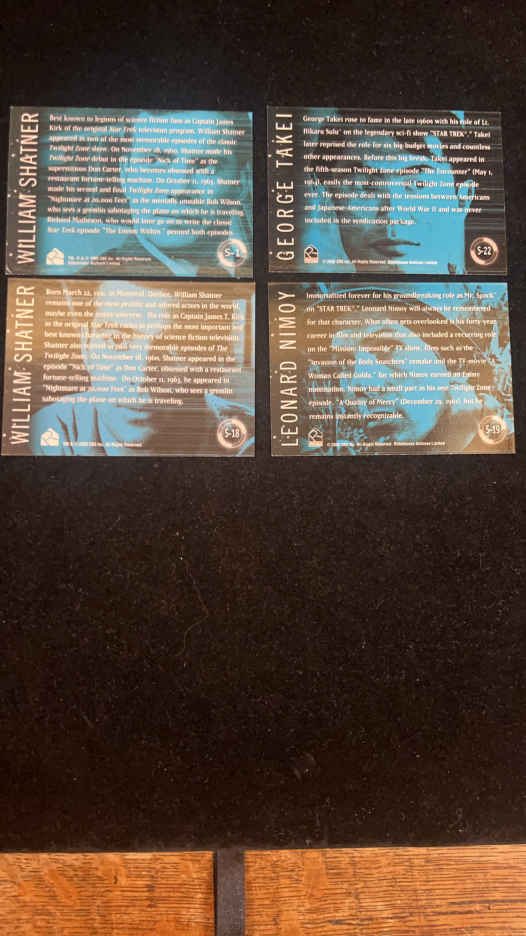 WILLIAM SHATNER
Best known to legions of science fiction fans as Captain James
Kirk of the original Star Trek television program, William Shatner
appeared in two of the most memorable episodes of the classic
Twilight Zone show. On November 18, 1960, Shatner made his
Twilight Zone debut in the episode "Nick of Time" as the
superstitious Don Carter, who becomes obsessed with a
restaurant fortune-telling machine. On October 11, 1963, Shatner
made his second and final Twilight Zone appearance in
"Nightmare at 20,000 Feet" as the mentally unstable Bob Wilson,
who sees a gremlin sabotaging the plane on which he is traveling.
Richard Matheson, who would later go on to write the classic
Star Trek episode "The Enemy Within," penned both episodes.
S-1
GEORGE TAKEI
George Takei rose to fame in the late 1960s with his role of Lt.
Hikaru Sulu" on the legendary sci-fi show "STAR TREK". Takei
later reprised the role for six big-budget movies and countless
other appearances. Before this big break, Takei appeared in
the fifth-season Twilight Zone episode "The Encounter" (May 1,
1964), easily the most-controversial Twilight Zone episode
ever. The episode deals with the tensions between Americans
and Japanese-Americans after World War II and was never
included in the syndication package.
S-22
WILLIAM SHATNER
Born March 22, 1931, in Montreal, Quebec, William Shatner
remains one of the most prolific and revered actors in the world,
maybe even the entire universe. His role as Captain James T. Kirk
in the original Star Trek ranks as perhaps the most important and
best known character in the history of science fiction television.
Shatner also starred in two very memorable episodes of The
Twilight Zone. On November 18, 1960, Shatner appeared in the
episode "Nick of Time" as Don Carter, obsessed with a restaurant
fortune-telling machine. On October 11, 1963, he appeared in
"Nightmare at 20,000 Feet" as Bob Wilson, who sees a gremlin
sabotaging the plane on which he is traveling.
S-18
LEONARD NIMOY
Immortalized forever for his groundbreaking role as Mr. Spock"
on "STAR TREK", Leonard Nimoy will always be remembered
for that character. What often gets overlooked is his forty-year
career in film and television that also included a recurring role
on the "Mission: Impossible" TV show, films such as the
"Invasion of the Body Snatchers" remake and the TV-movie "A
Woman Called Golda," for which Nimoy earned an Emmy
nomination. Nimoy had a small part in his own Twilight Zone
episode, "A Quality of Mercy" (December 29, 1961), but he
remains instantly recognizable.
S-19